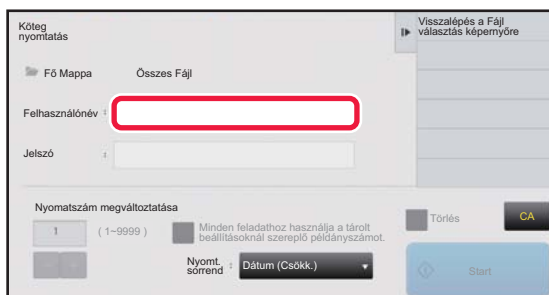 Köteg
nyomtatás
Visszalépés a Fájl
választás képernyőre
Fő Mappa
Összes Fájl
Felhasználónév :
Jelszó :
Nyomatszám megváltoztatása
1
( 1~9999 )
Minden feladathoz használja a tárolt
beállításoknál szereplő példányszámot.
Nyomt.
sorrend :
Dátum (Csökk.)
Törlés
CA
Start